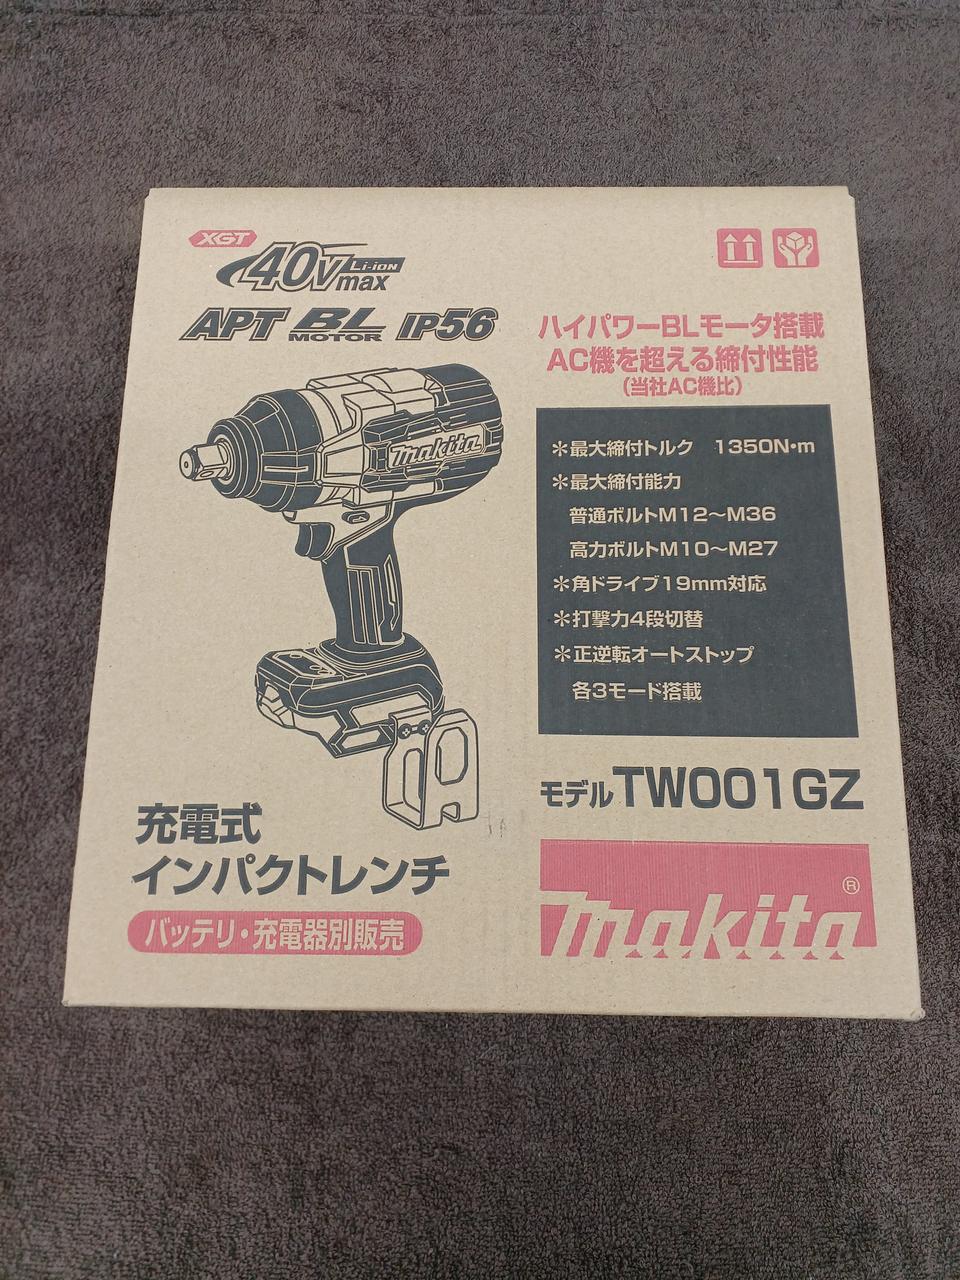 XGT
40Vmax Li-ion
APT BL MOTOR IP56
ハイパワーBLモータ搭載
AC機を超える締付性能
(当社AC機比)
makita
＊最大締付トルク 1350N・m
＊最大締付能力
普通ボルトM12～M36
高力ボルトM10～M27
＊角ドライブ19mm対応
＊打撃力4段切替
＊正逆転オートストップ
各3モード搭載
モデルTW001GZ
充電式
インパクトレンチ
バッテリ・充電器別販売
makita®